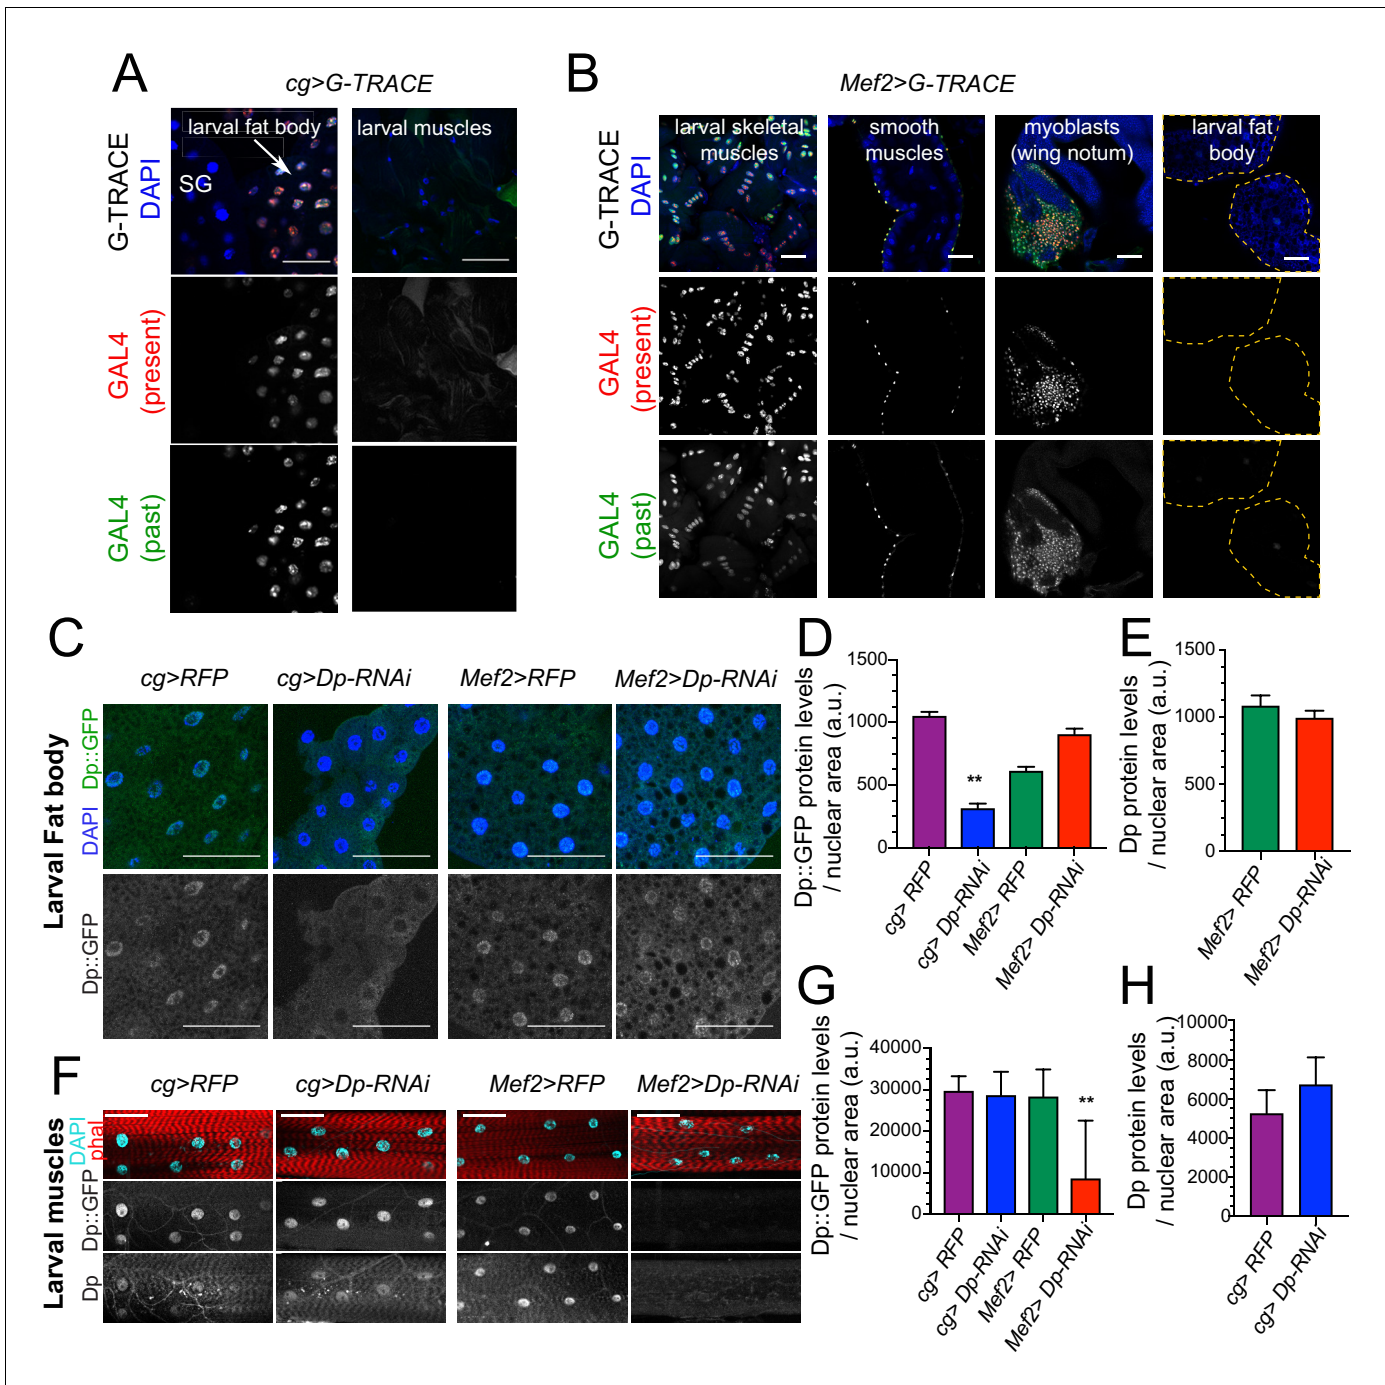 A
cg>G-TRACE
G-TRACE
DAPI
larval fat body
SG
larval muscles
GAL4
(present)
GAL4
(past)
B
Mef2>G-TRACE
G-TRACE
DAPI
larval skeletal
muscles
smooth
muscles
myoblasts
(wing notum)
larval fat
body
GAL4
(present)
GAL4
(past)
C
cg>RFP
cg>Dp-RNAi
Mef2>RFP
Mef2>Dp-RNAi
Larval Fat body
DAPI Dp::GFP
Dp::GFP
D
Dp::GFP protein levels
/ nuclear area (a.u.)
1500
1000
500
0
**
cg> RFP
cg> Dp-RNAi
Mef2> RFP
Mef2> Dp-RNAi
E
Dp protein levels
/ nuclear area (a.u.)
1500
1000
500
0
Mef2> RFP
Mef2> Dp-RNAi
F
cg>RFP
cg>Dp-RNAi
Mef2>RFP
Mef2>Dp-RNAi
Larval muscles
DAPI
phal
Dp::GFP
Dp
G
Dp::GFP protein levels
/ nuclear area (a.u.)
40000
30000
20000
10000
0
**
cg> RFP
cg> Dp-RNAi
Mef2> RFP
Mef2> Dp-RNAi
H
Dp protein levels
/ nuclear area (a.u.)
10000
8000
6000
4000
2000
0
cg> RFP
cg> Dp-RNAi